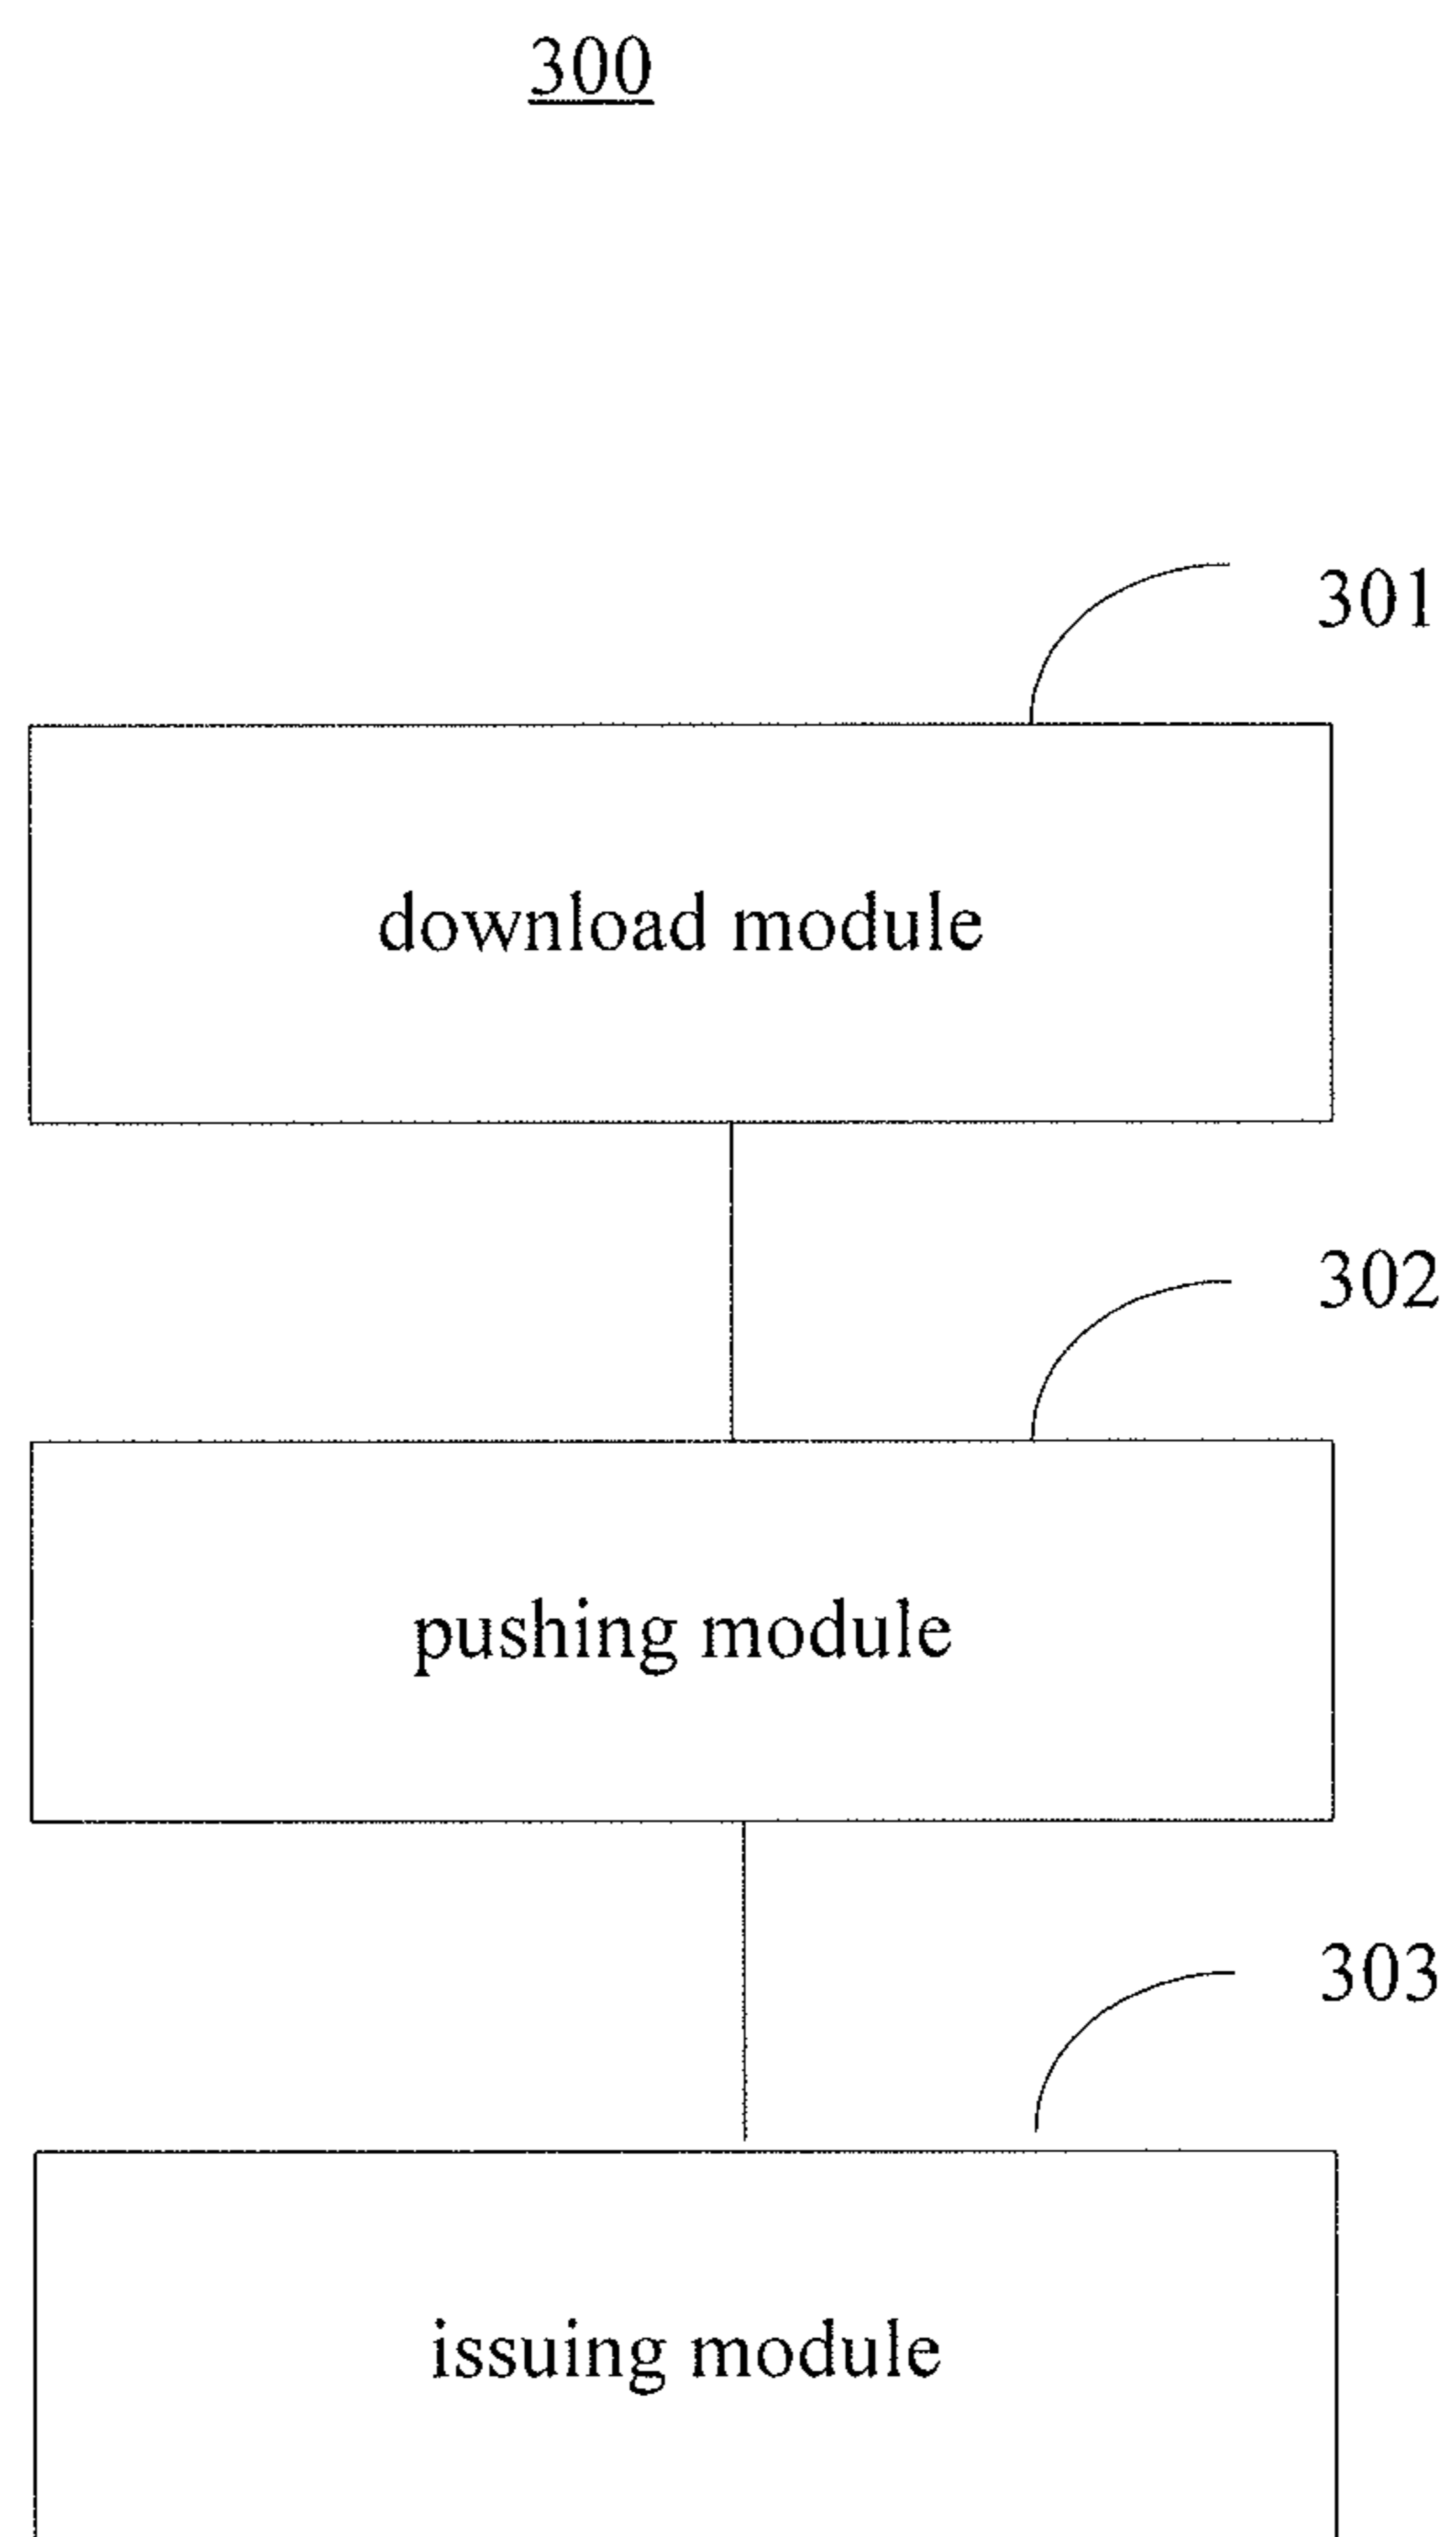 300
301
download module
302
pushing module
303
issuing module